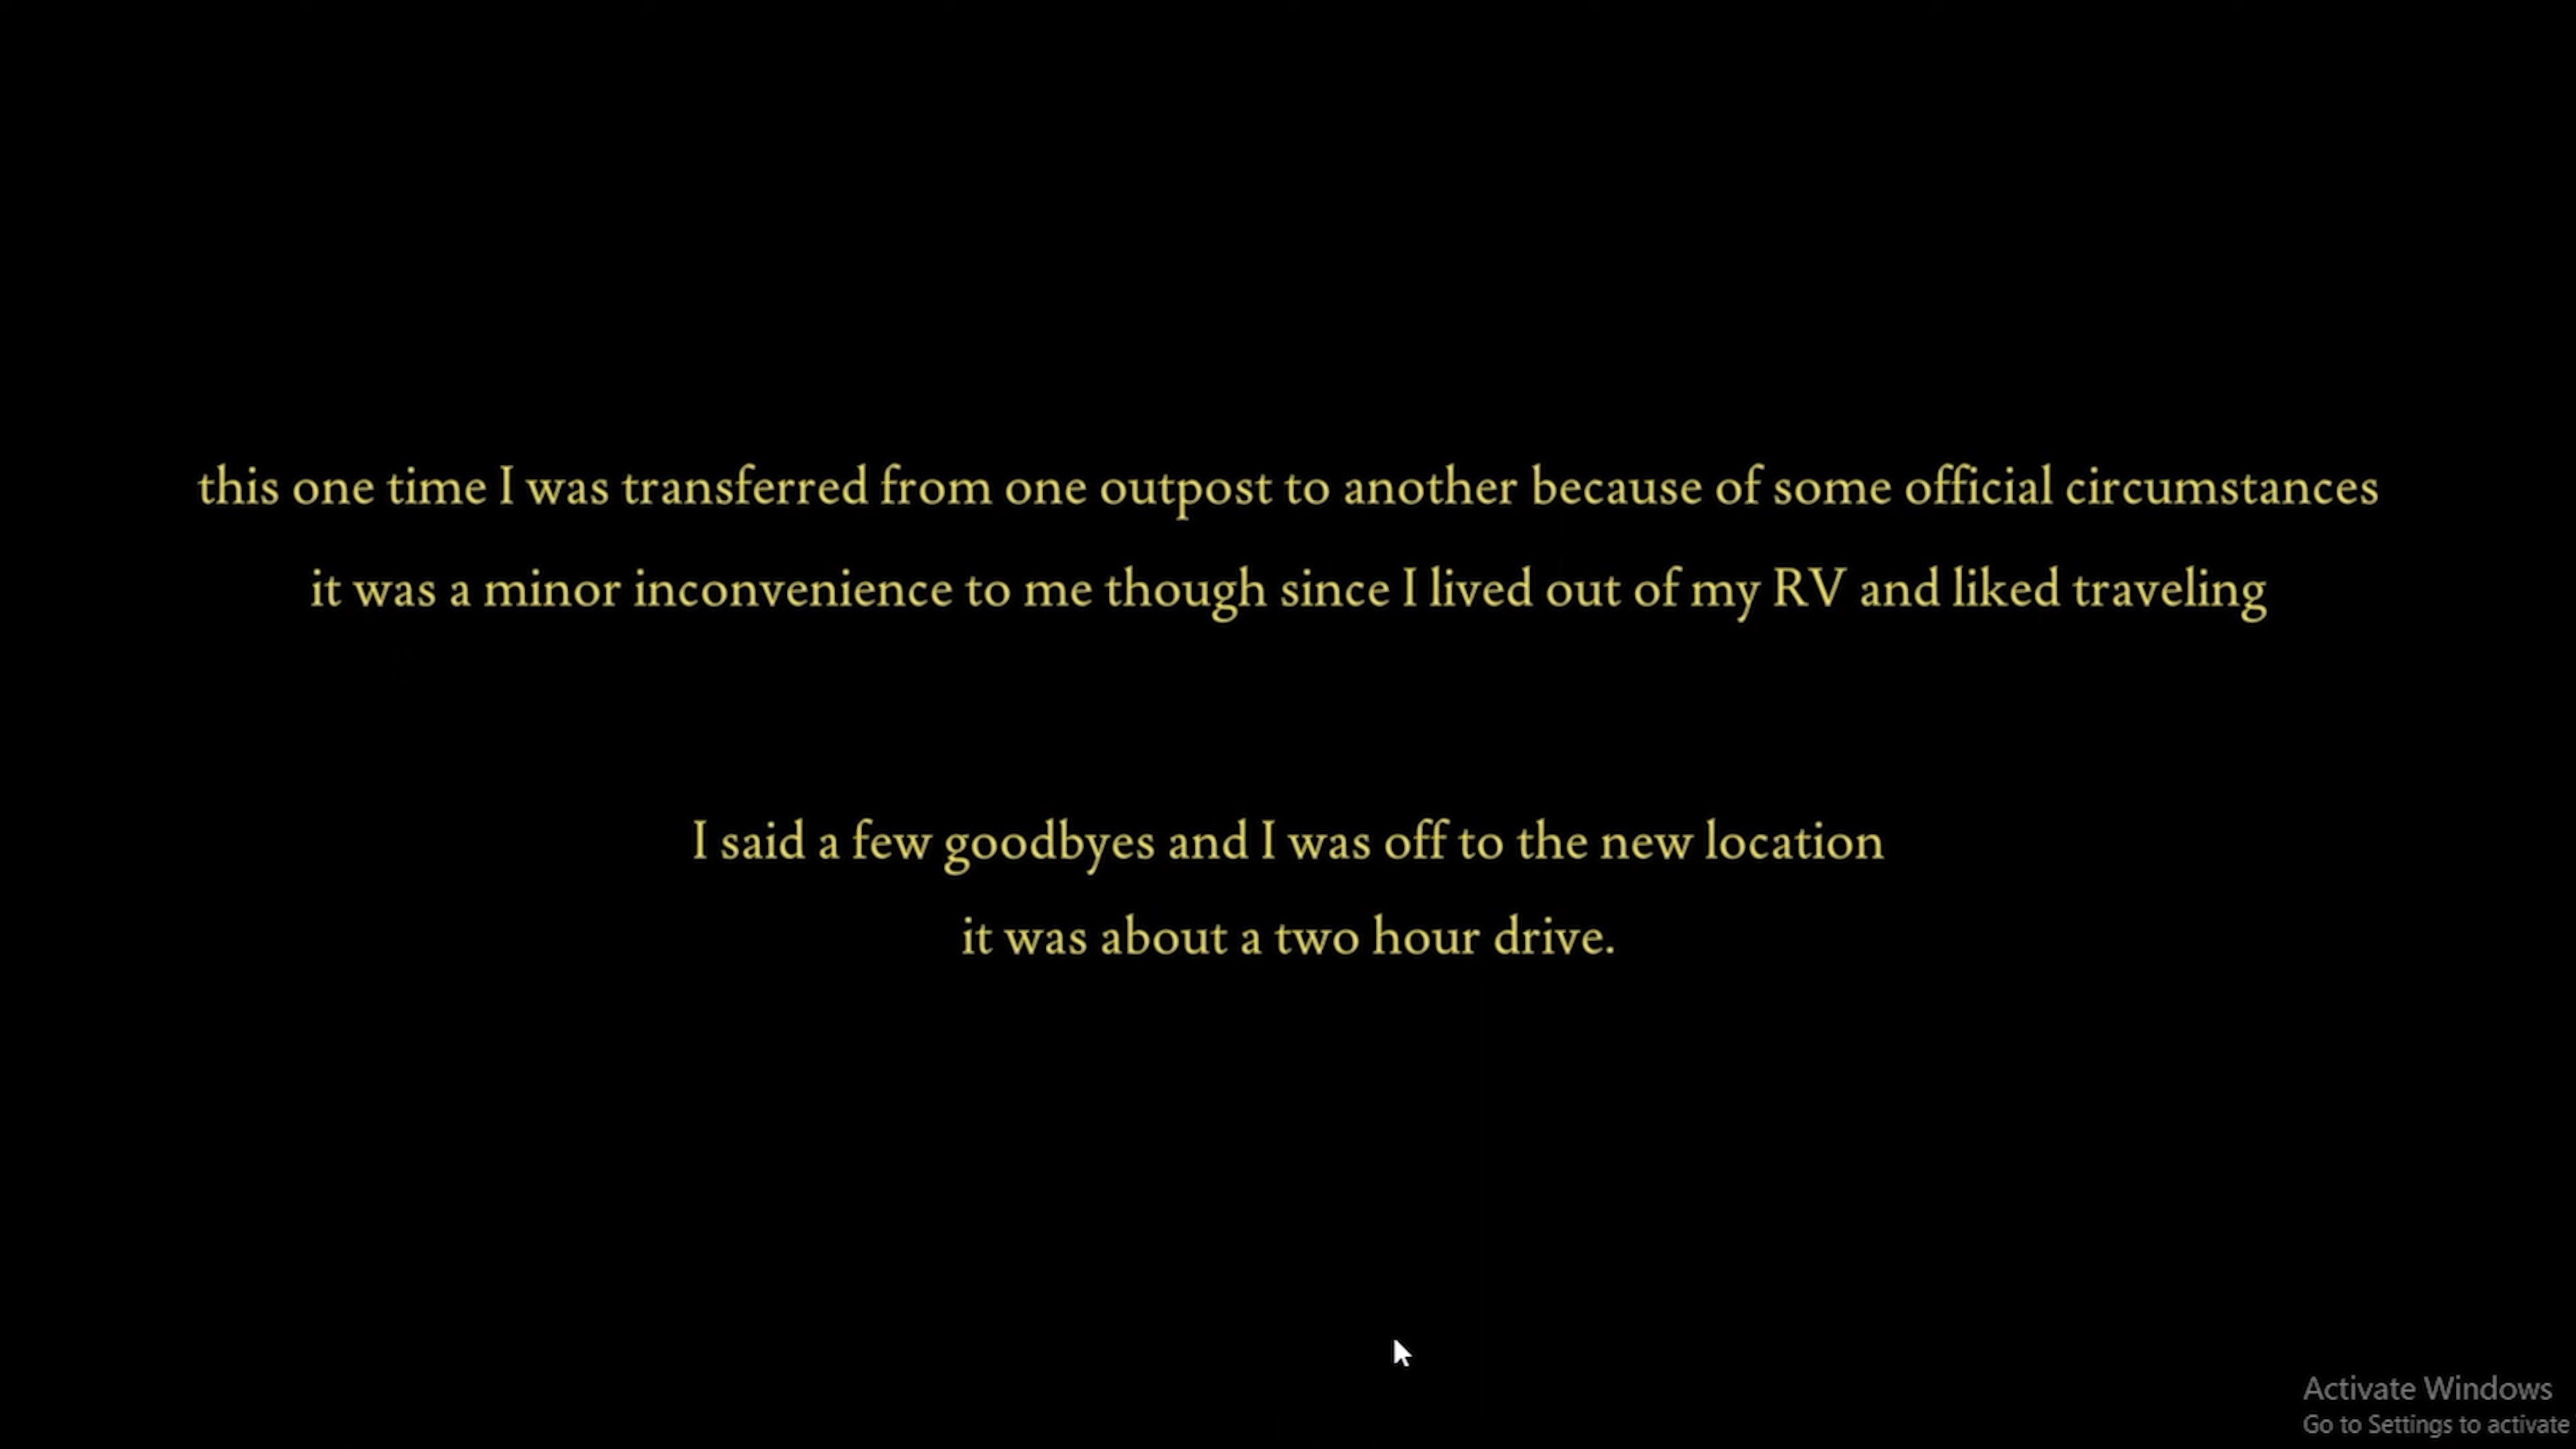 this one time I was transferred from one outpost to another because of some official circumstances
it was a minor inconvenience to me though since I lived out of my RV and liked traveling
I said a few goodbyes and I was off to the new location
it was about a two hour drive.
Activate Windows
Go to Settings to activate